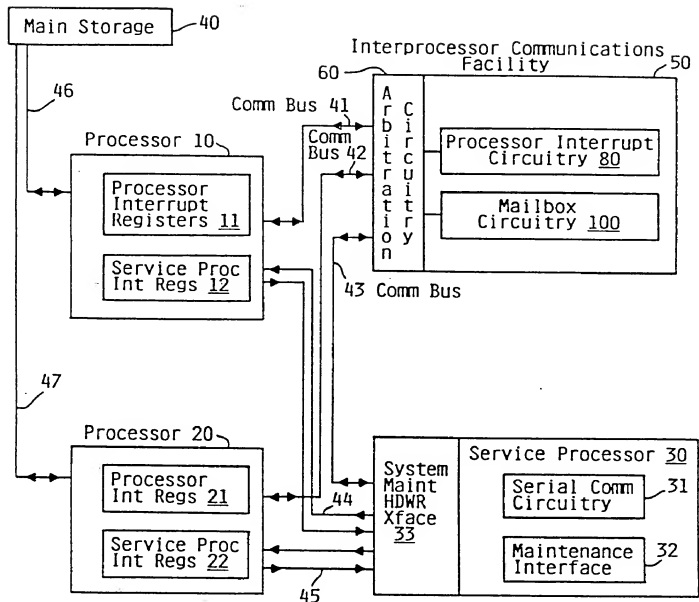 Main Storage
40
Interprocessor Communications
Facility
50
60
46
Comm Bus 41
Comm
Bus 42
Arbitration
Circuitry
Processor Interrupt
Circuitry 80
Mailbox
Circuitry 100
Processor 10
Processor
Interrupt
Registers 11
Service Proc
Int Regs 12
43 Comm Bus
47
Processor 20
Processor
Int Regs 21
Service Proc
Int Regs 22
44
45
System
Maint
HDWR
Xface
33
Service Processor 30
31
Serial Comm
Circuitry
32
Maintenance
Interface